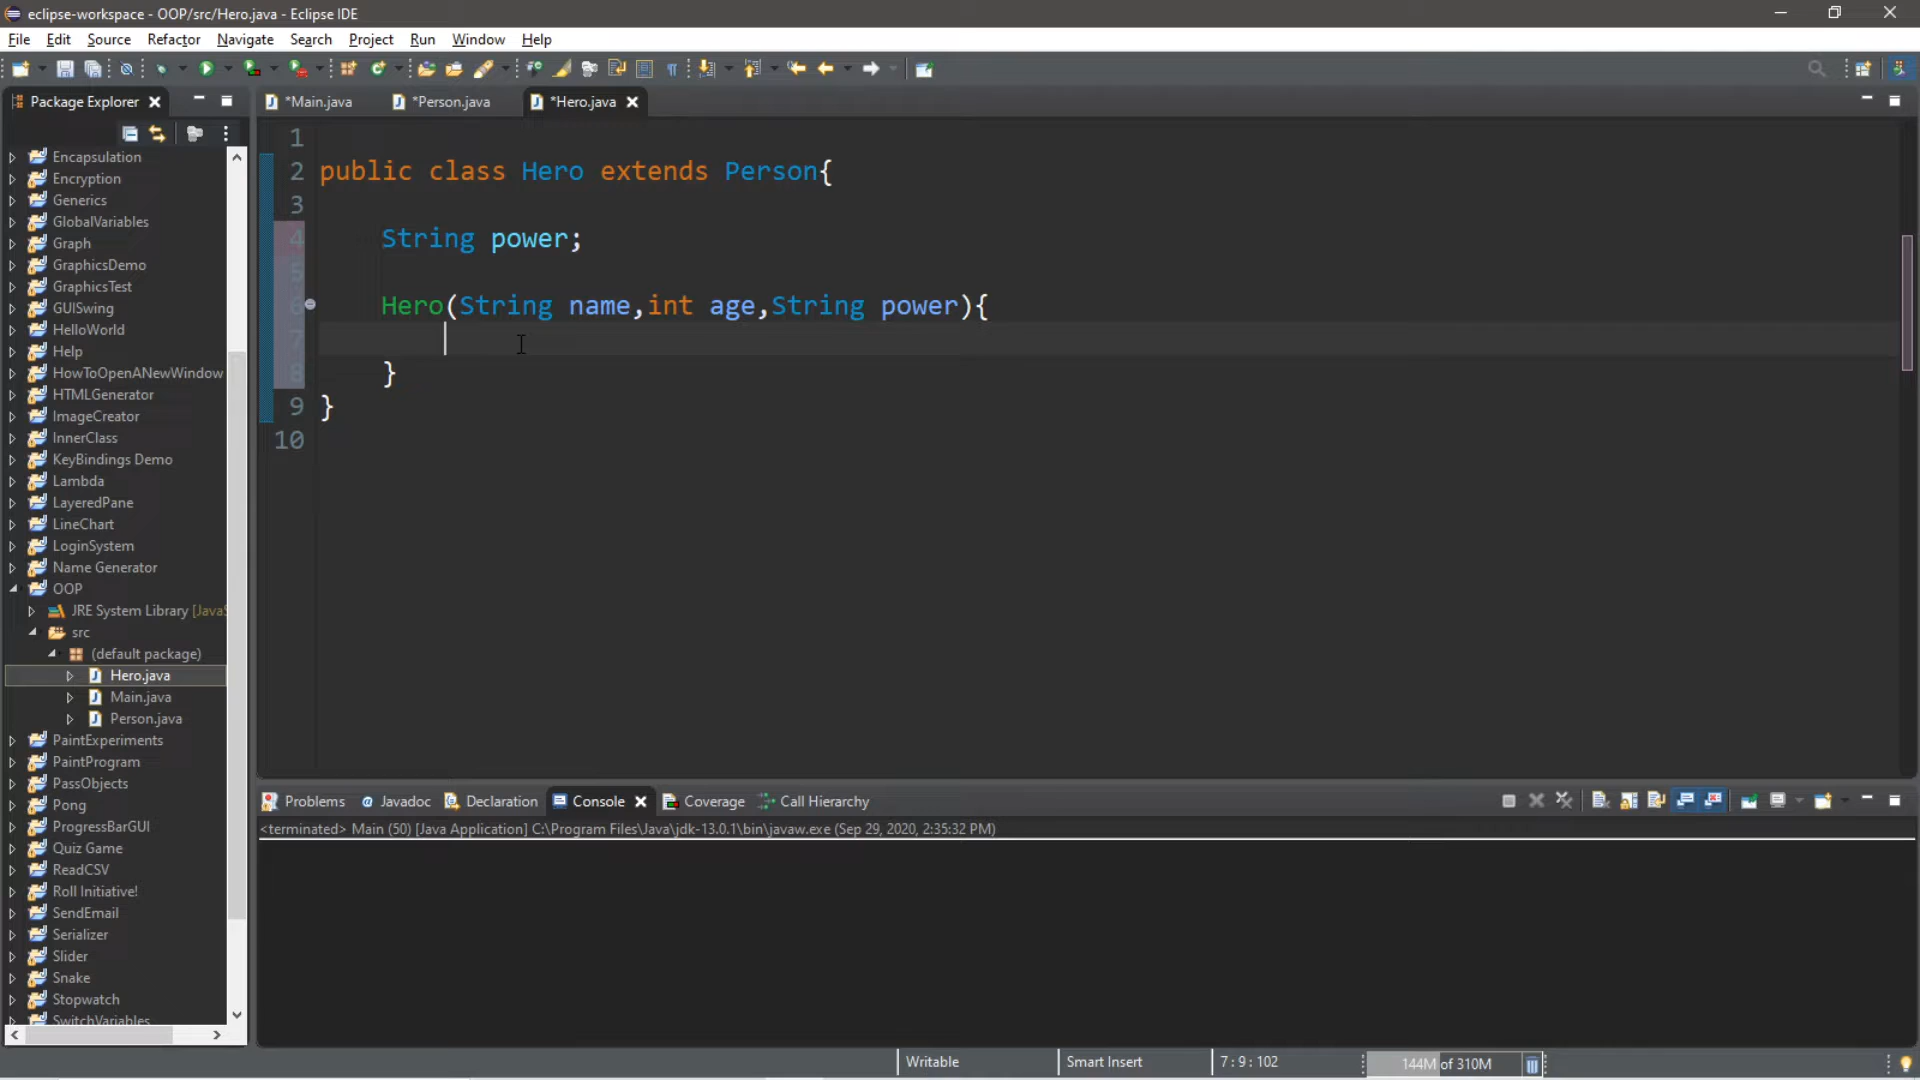 eclipse-workspace - OOP/src/Hero.java - Eclipse IDE
File Edit Source Refactor Navigate Search Project Run Window Help
Package Explorer
*Main.java *Person.java *Hero.java
Encapsulation
Encryption
Generics
GlobalVariables
Graph
GraphicsDemo
GraphicsTest
GUISwing
HelloWorld
Help
HowToOpenANewWindow
HTMLGenerator
ImageCreator
InnerClass
KeyBindings Demo
Lambda
LayeredPane
LineChart
LoginSystem
Name Generator
OOP
JRE System Library [JavaS
src
(default package)
Hero.java
Main.java
Person.java
PaintExperiments
PaintProgram
PassObjects
Pong
ProgressBarGUI
Quiz Game
ReadCSV
Roll Initiative!
SendEmail
Serializer
Slider
Snake
Stopwatch
SwitchVariables
1
2 public class Hero extends Person{
3
4 String power;
5
6 Hero(String name,int age,String power){
7
8 }
9 }
10
Problems Javadoc Declaration Console Coverage Call Hierarchy
<terminated> Main (50) [Java Application] C:\Program Files\Java\jdk-13.0.1\bin\javaw.exe (Sep 29, 2020, 2:35:32 PM)
Writable Smart Insert 7 : 9 : 102 144M of 310M